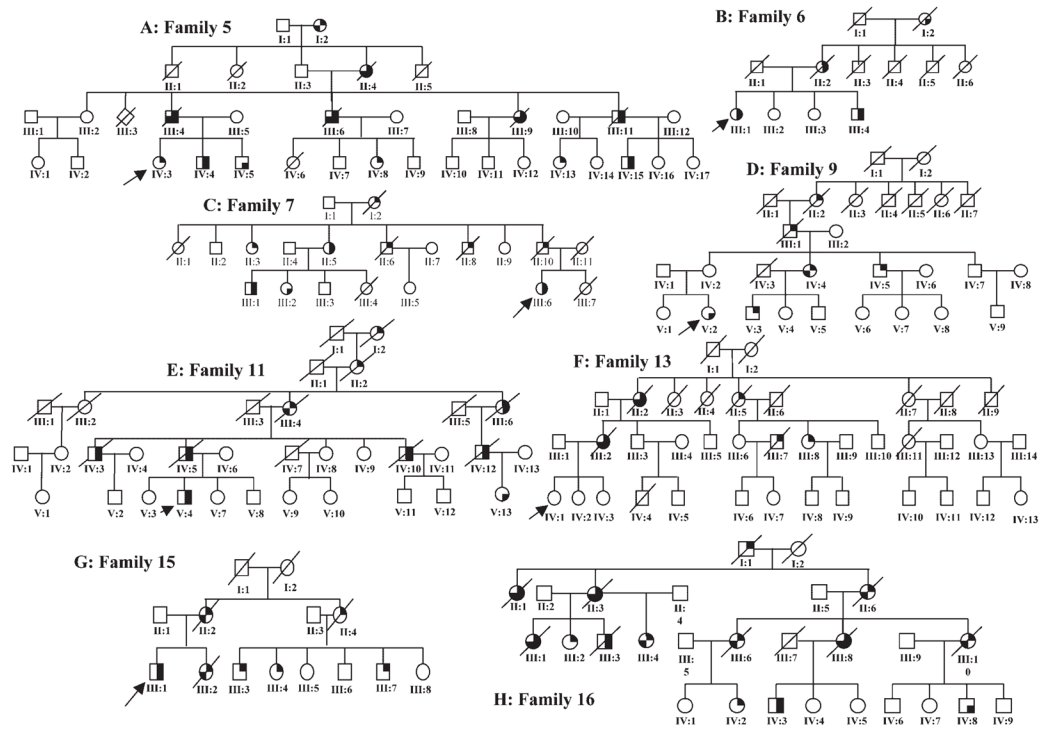 A: Family 5
I:1 I:2
II:1 II:2 II:3 II:4 II:5
III:1 III:2 III:3 III:4 III:5 III:6 III:7 III:8 III:9 III:10 III:11 III:12
IV:1 IV:2 IV:3 IV:4 IV:5 IV:6 IV:7 IV:8 IV:10 IV:11 IV:12 IV:13 IV:14 IV:15 IV:16 IV:17
B: Family 6
I:1 I:2
II:1 II:2 II:3 II:4 II:5 II:6
III:1 III:2 III:3 III:4
C: Family 7
I:1 I:2
II:1 II:2 II:3 II:4 II:5 II:6 II:7 II:8 II:9 II:10 II:11
III:1 III:2 III:3 III:4 III:5 III:6 III:7
D: Family 9
I:1 I:2
II:1 II:2 II:3 II:4 II:5 II:6 II:7
III:1 III:2
IV:1 IV:2 IV:3 IV:4 IV:5 IV:6 IV:7 IV:8
V:1 V:2 V:3 V:4 V:5 V:6 V:7 V:8 V:9
E: Family 11
I:1 I:2
II:1 II:2
III:1 III:2 III:3 III:4 III:5 III:6
IV:1 IV:2 IV:3 IV:4 IV:5 IV:6 IV:7 IV:8 IV:9 IV:10 IV:11 IV:12 IV:13
V:1 V:2 V:3 V:4 V:7 V:8 V:9 V:10 V:11 V:12 V:13
F: Family 13
I:1 I:2
II:1 II:2 II:3 II:4 II:5 II:6 II:7 II:8 II:9
III:1 III:2 III:3 III:4 III:5 III:6 III:7 III:8 III:9 III:10 III:11 III:12 III:13 III:14
IV:1 IV:2 IV:3 IV:4 IV:5 IV:6 IV:7 IV:8 IV:9 IV:10 IV:11 IV:12 IV:13
G: Family 15
I:1 I:2
II:1 II:2 II:3 II:4
III:1 III:2 III:3 III:4 III:5 III:6 III:7 III:8
H: Family 16
I:1 I:2
II:1 II:2 II:3 II:4 II:5 II:6
III:1 III:2 III:3 III:4 III:5 III:6 III:7 III:8 III:9 III:10
IV:1 IV:2 IV:3 IV:4 IV:5 IV:6 IV:7 IV:8 IV:9